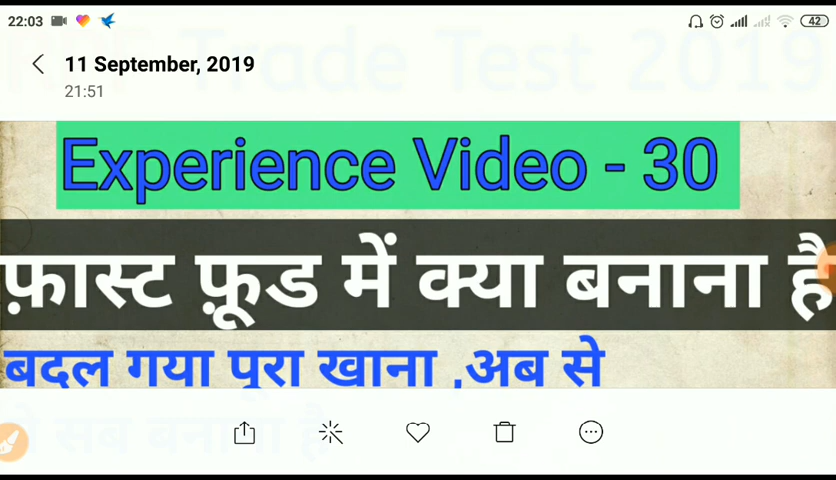 22:03
42
Trade Test 2019
11 September, 2019
21:51
Experience Video - 30
फ़ास्ट फ़ूड में क्या बनाना है
बदल गया पूरा खाना ,अब से
सब बनाना है